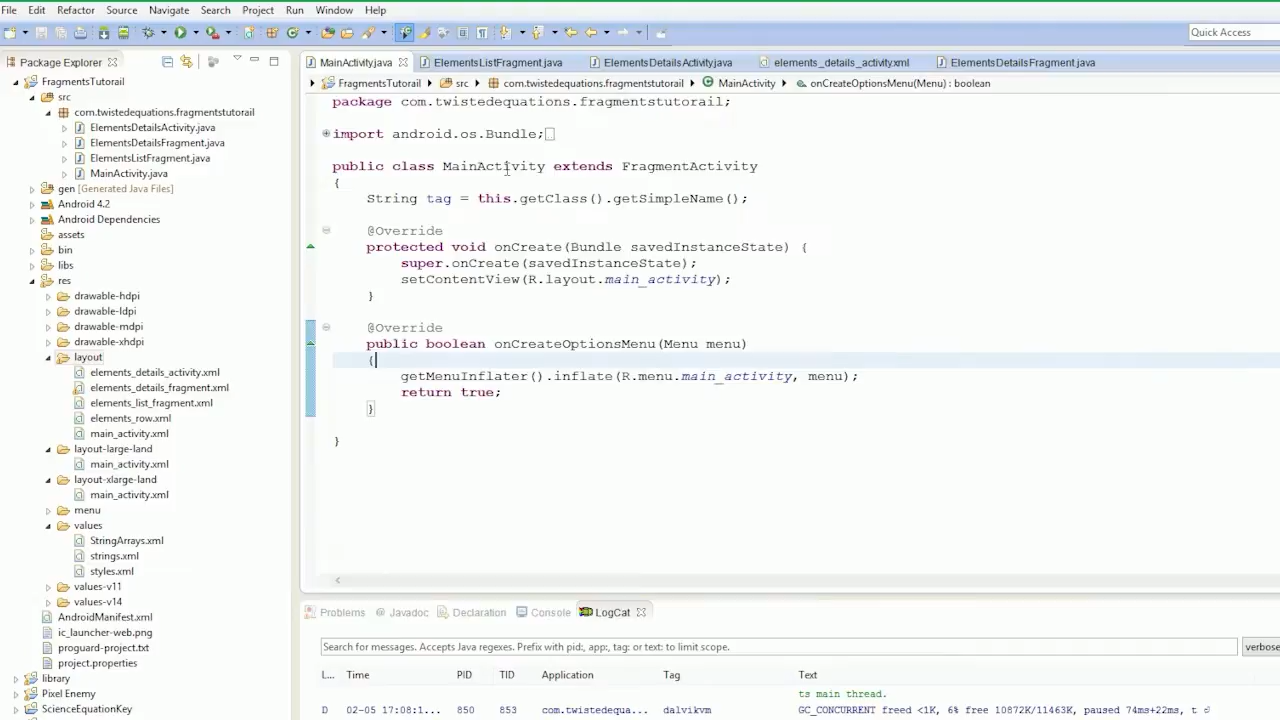 File Edit Refactor Source Navigate Search Project Run Window Help
Quick Access
Package Explorer
FragmentsTutorail
src
com.twistedequations.fragmentstutorail
ElementsDetailsActivity.java
ElementsDetailsFragment.java
ElementsListFragment.java
MainActivity.java
gen [Generated Java Files]
Android 4.2
Android Dependencies
assets
bin
libs
res
drawable-hdpi
drawable-ldpi
drawable-mdpi
drawable-xhdpi
layout
elements_details_activity.xml
elements_details_fragment.xml
elements_list_fragment.xml
elements_row.xml
main_activity.xml
layout-large-land
main_activity.xml
layout-xlarge-land
main_activity.xml
menu
values
StringArrays.xml
strings.xml
styles.xml
values-v11
values-v14
AndroidManifest.xml
ic_launcher-web.png
proguard-project.txt
project.properties
library
Pixel Enemy
ScienceEquationKey
MainActivity.java ElementsListFragment.java ElementsDetailsActivity.java elements_details_activity.xml ElementsDetailsFragment.java
FragmentsTutorail src com.twistedequations.fragmentstutorail MainActivity onCreateOptionsMenu(Menu) : boolean
package com.twistedequations.fragmentstutorail;
import android.os.Bundle;
public class MainActivity extends FragmentActivity
{
String tag = this.getClass().getSimpleName();
@Override
protected void onCreate(Bundle savedInstanceState) {
super.onCreate(savedInstanceState);
setContentView(R.layout.main_activity);
}
@Override
public boolean onCreateOptionsMenu(Menu menu)
{
getMenuInflater().inflate(R.menu.main_activity, menu);
return true;
}
}
Problems @ Javadoc Declaration Console LogCat
Search for messages. Accepts Java regexes. Prefix with pid:, app:, tag: or text: to limit scope.
verbose
L... Time PID TID Application Tag Text
ts main thread.
D 02-05 17:08:1... 850 853 com.twistedequa... dalvikvm GC_CONCURRENT freed <1K, 6% free 10872K/11463K, paused 74ms+22ms, t